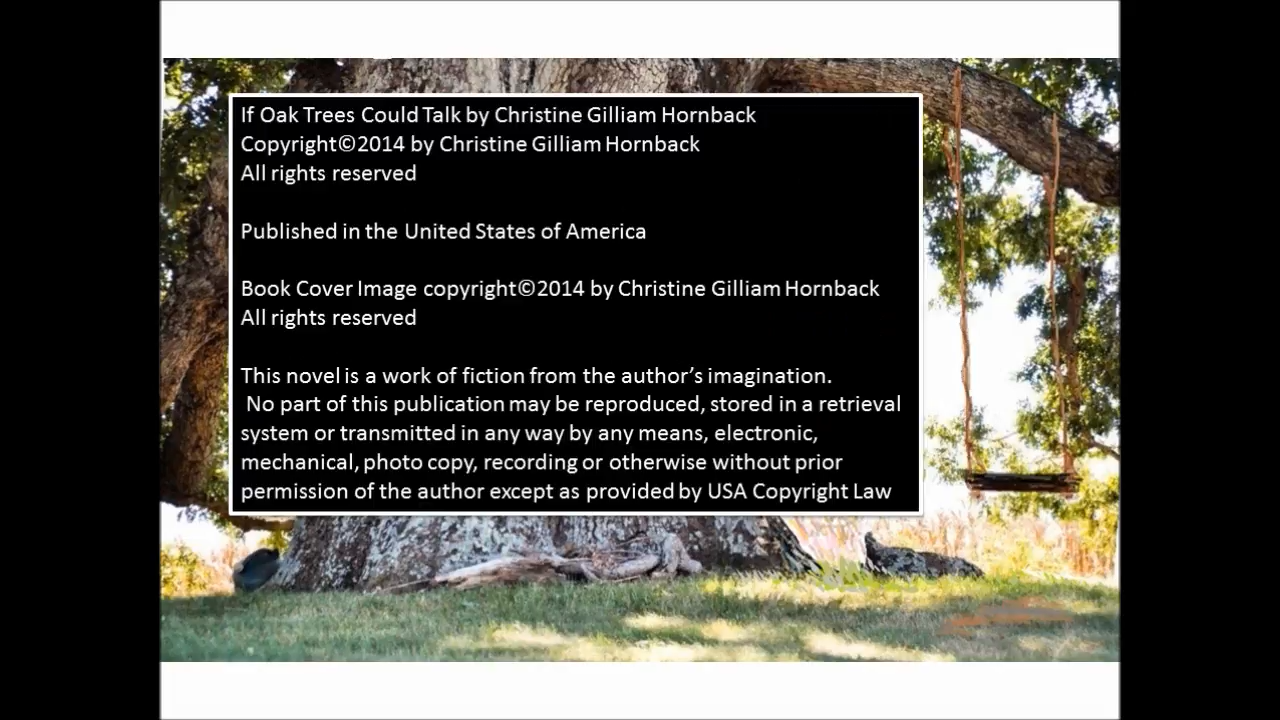 If Oak Trees Could Talk by Christine Gilliam Hornback
Copyright©2014 by Christine Gilliam Hornback
All rights reserved
Published in the United States of America
Book Cover Image copyright©2014 by Christine Gilliam Hornback
All rights reserved
This novel is a work of fiction from the author’s imagination.
No part of this publication may be reproduced, stored in a retrieval
system or transmitted in any way by any means, electronic,
mechanical, photo copy, recording or otherwise without prior
permission of the author except as provided by USA Copyright Law